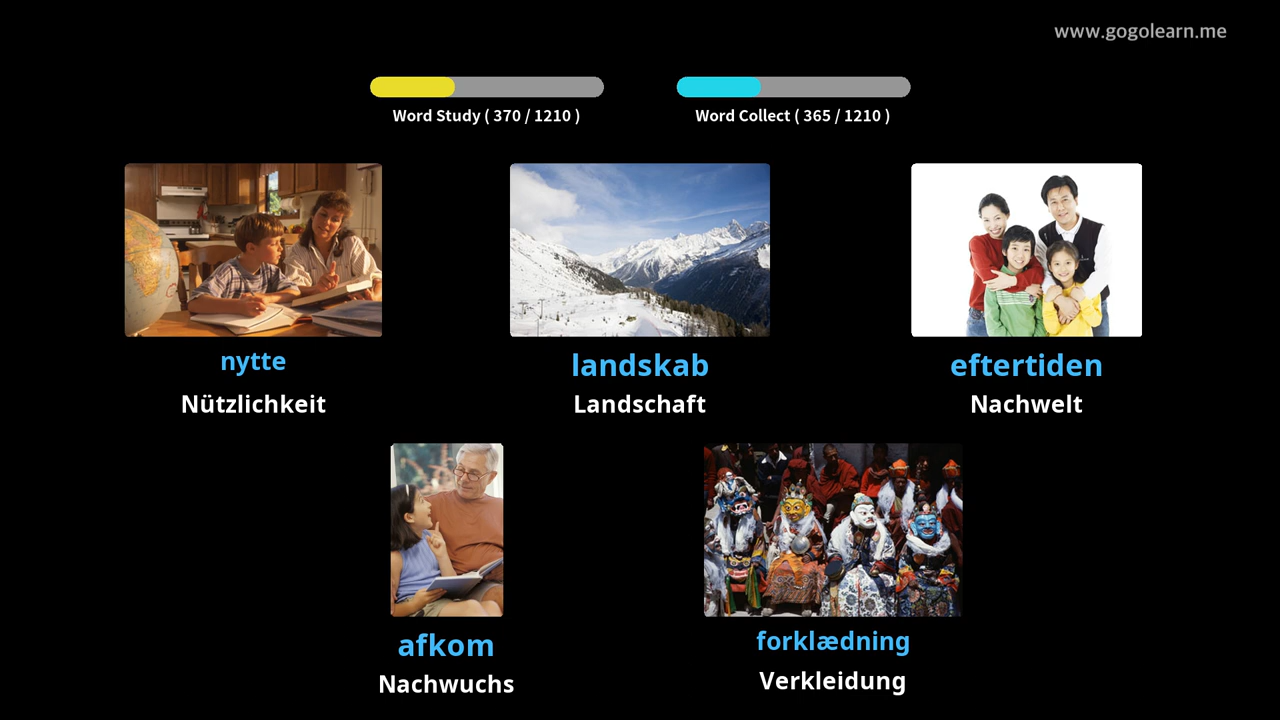 www.gogolearn.me
Word Study ( 370 / 1210 )
Word Collect ( 365 / 1210 )
nytte
Nützlichkeit
landskab
Landschaft
eftertiden
Nachwelt
afkom
Nachwuchs
forklædning
Verkleidung